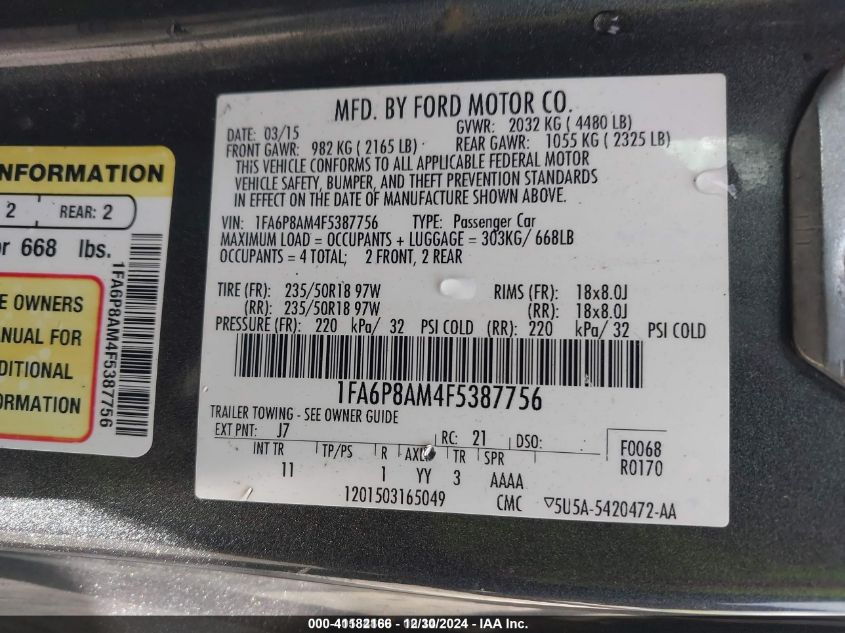 MFD. BY FORD MOTOR CO.
DATE: 03/15 GVWR: 2032 KG ( 4480 LB)
FRONT GAWR: 982 KG ( 2165 LB) REAR GAWR: 1055 KG ( 2325 LB)
THIS VEHICLE CONFORMS TO ALL APPLICABLE FEDERAL MOTOR
VEHICLE SAFETY, BUMPER, AND THEFT PREVENTION STANDARDS
IN EFFECT ON THE DATE OF MANUFACTURE SHOWN ABOVE.
VIN: 1FA6P8AM4F5387756 TYPE: Passenger Car
MAXIMUM LOAD = OCCUPANTS + LUGGAGE = 303KG/ 668LB
OCCUPANTS = 4 TOTAL; 2 FRONT, 2 REAR
TIRE (FR): 235/50R18 97W RIMS (FR): 18x8.0J
(RR): 235/50R18 97W (RR): 18x8.0J
PRESSURE (FR): 220 kPa/ 32 PSI COLD (RR): 220 kPa/ 32 PSI COLD
1FA6P8AM4F5387756
TRAILER TOWING - SEE OWNER GUIDE
EXT PNT: J7 RC: 21 DSO: F0068
INT TR TP/PS R AXL TR SPR R0170
11 1 YY 3 AAAA
1201503165049 CMC 5U5A-5420472-AA
NFORMATION
2 REAR: 2
or 668 lbs.
E OWNERS
ANUAL FOR
DITIONAL
ORMATION
1FA6P8AM4F5387756
000-41582166 - 12/30/2024 - IAA Inc.